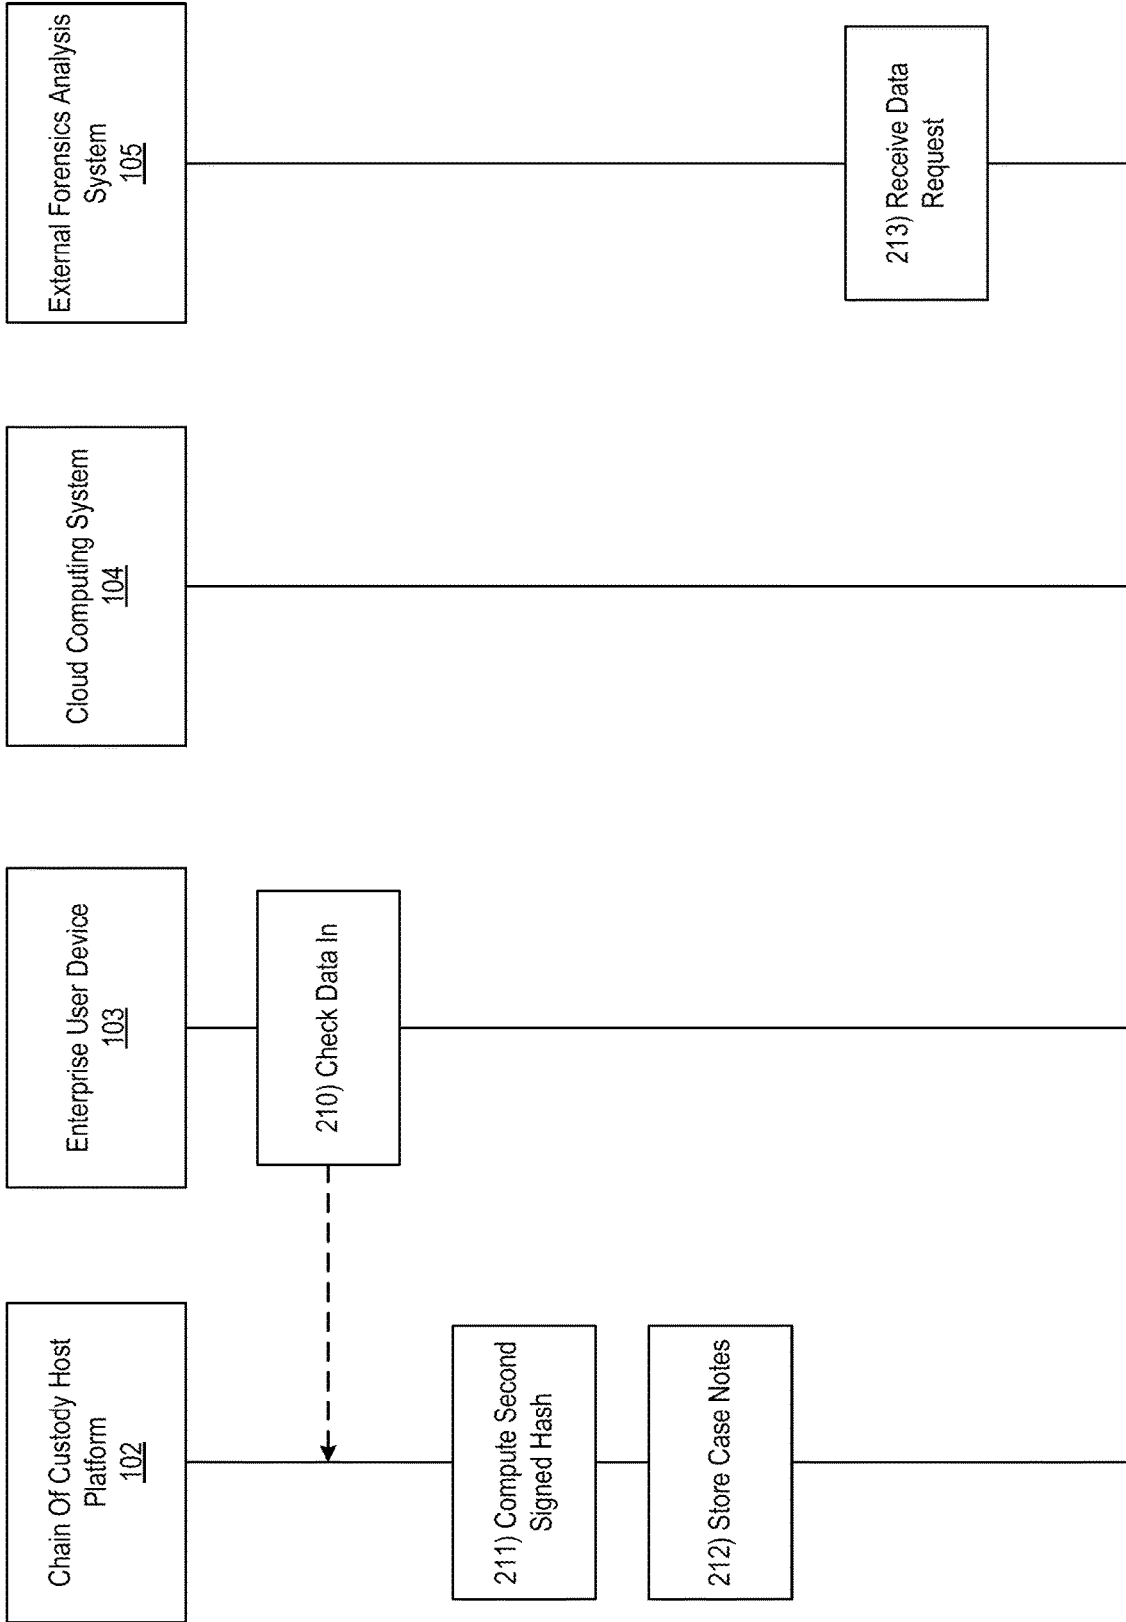 Chain Of Custody Host
Platform
102
Enterprise User Device
103
Cloud Computing System
104
External Forensics Analysis
System
105
210) Check Data In
211) Compute Second
Signed Hash
212) Store Case Notes
213) Receive Data
Request